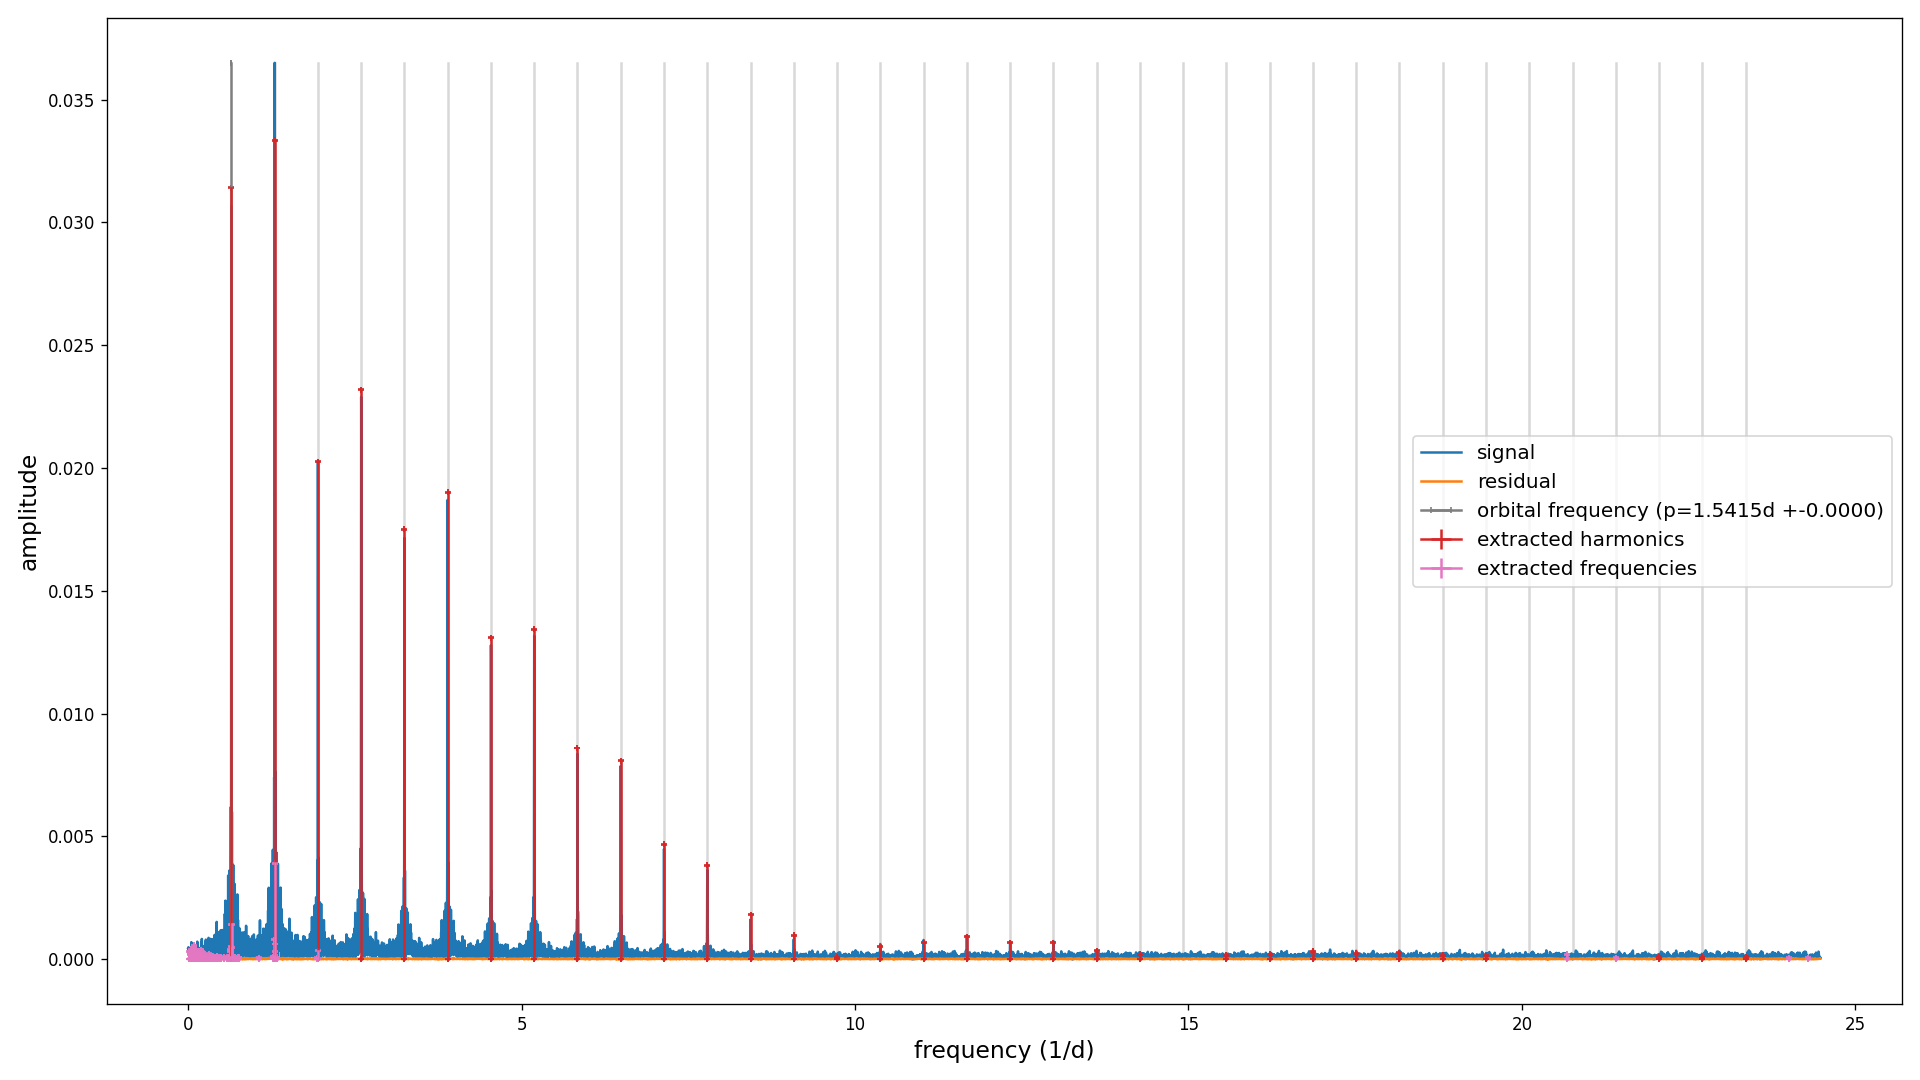 0.035
0.030
0.025
0.020
0.015
0.010
0.005
0.000
amplitude
0
5
10
15
20
25
frequency (1/d)
signal
residual
orbital frequency (p=1.5415d +-0.0000)
extracted harmonics
extracted frequencies